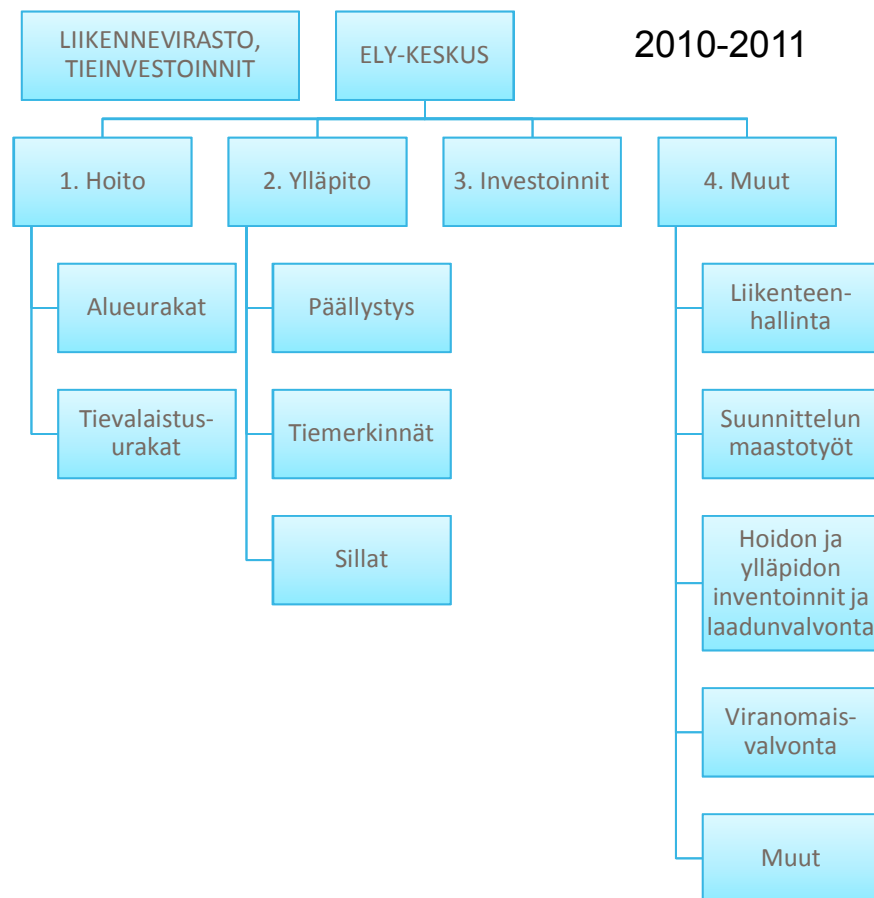 LIIKENNEVIRASTO,
TIEINVESTOINNIT
ELY-KESKUS
2010-2011
1. Hoito
2. Ylläpito
3. Investoinnit
4. Muut
Alueurakat
Tievalaistus-
urakat
Päällystys
Tiemerkinnät
Sillat
Liikenteen-
hallinta
Suunnittelun
maastotyöt
Hoidon ja
ylläpidon
inventoinnit ja
laadunvalvonta
Viranomais-
valvonta
Muut